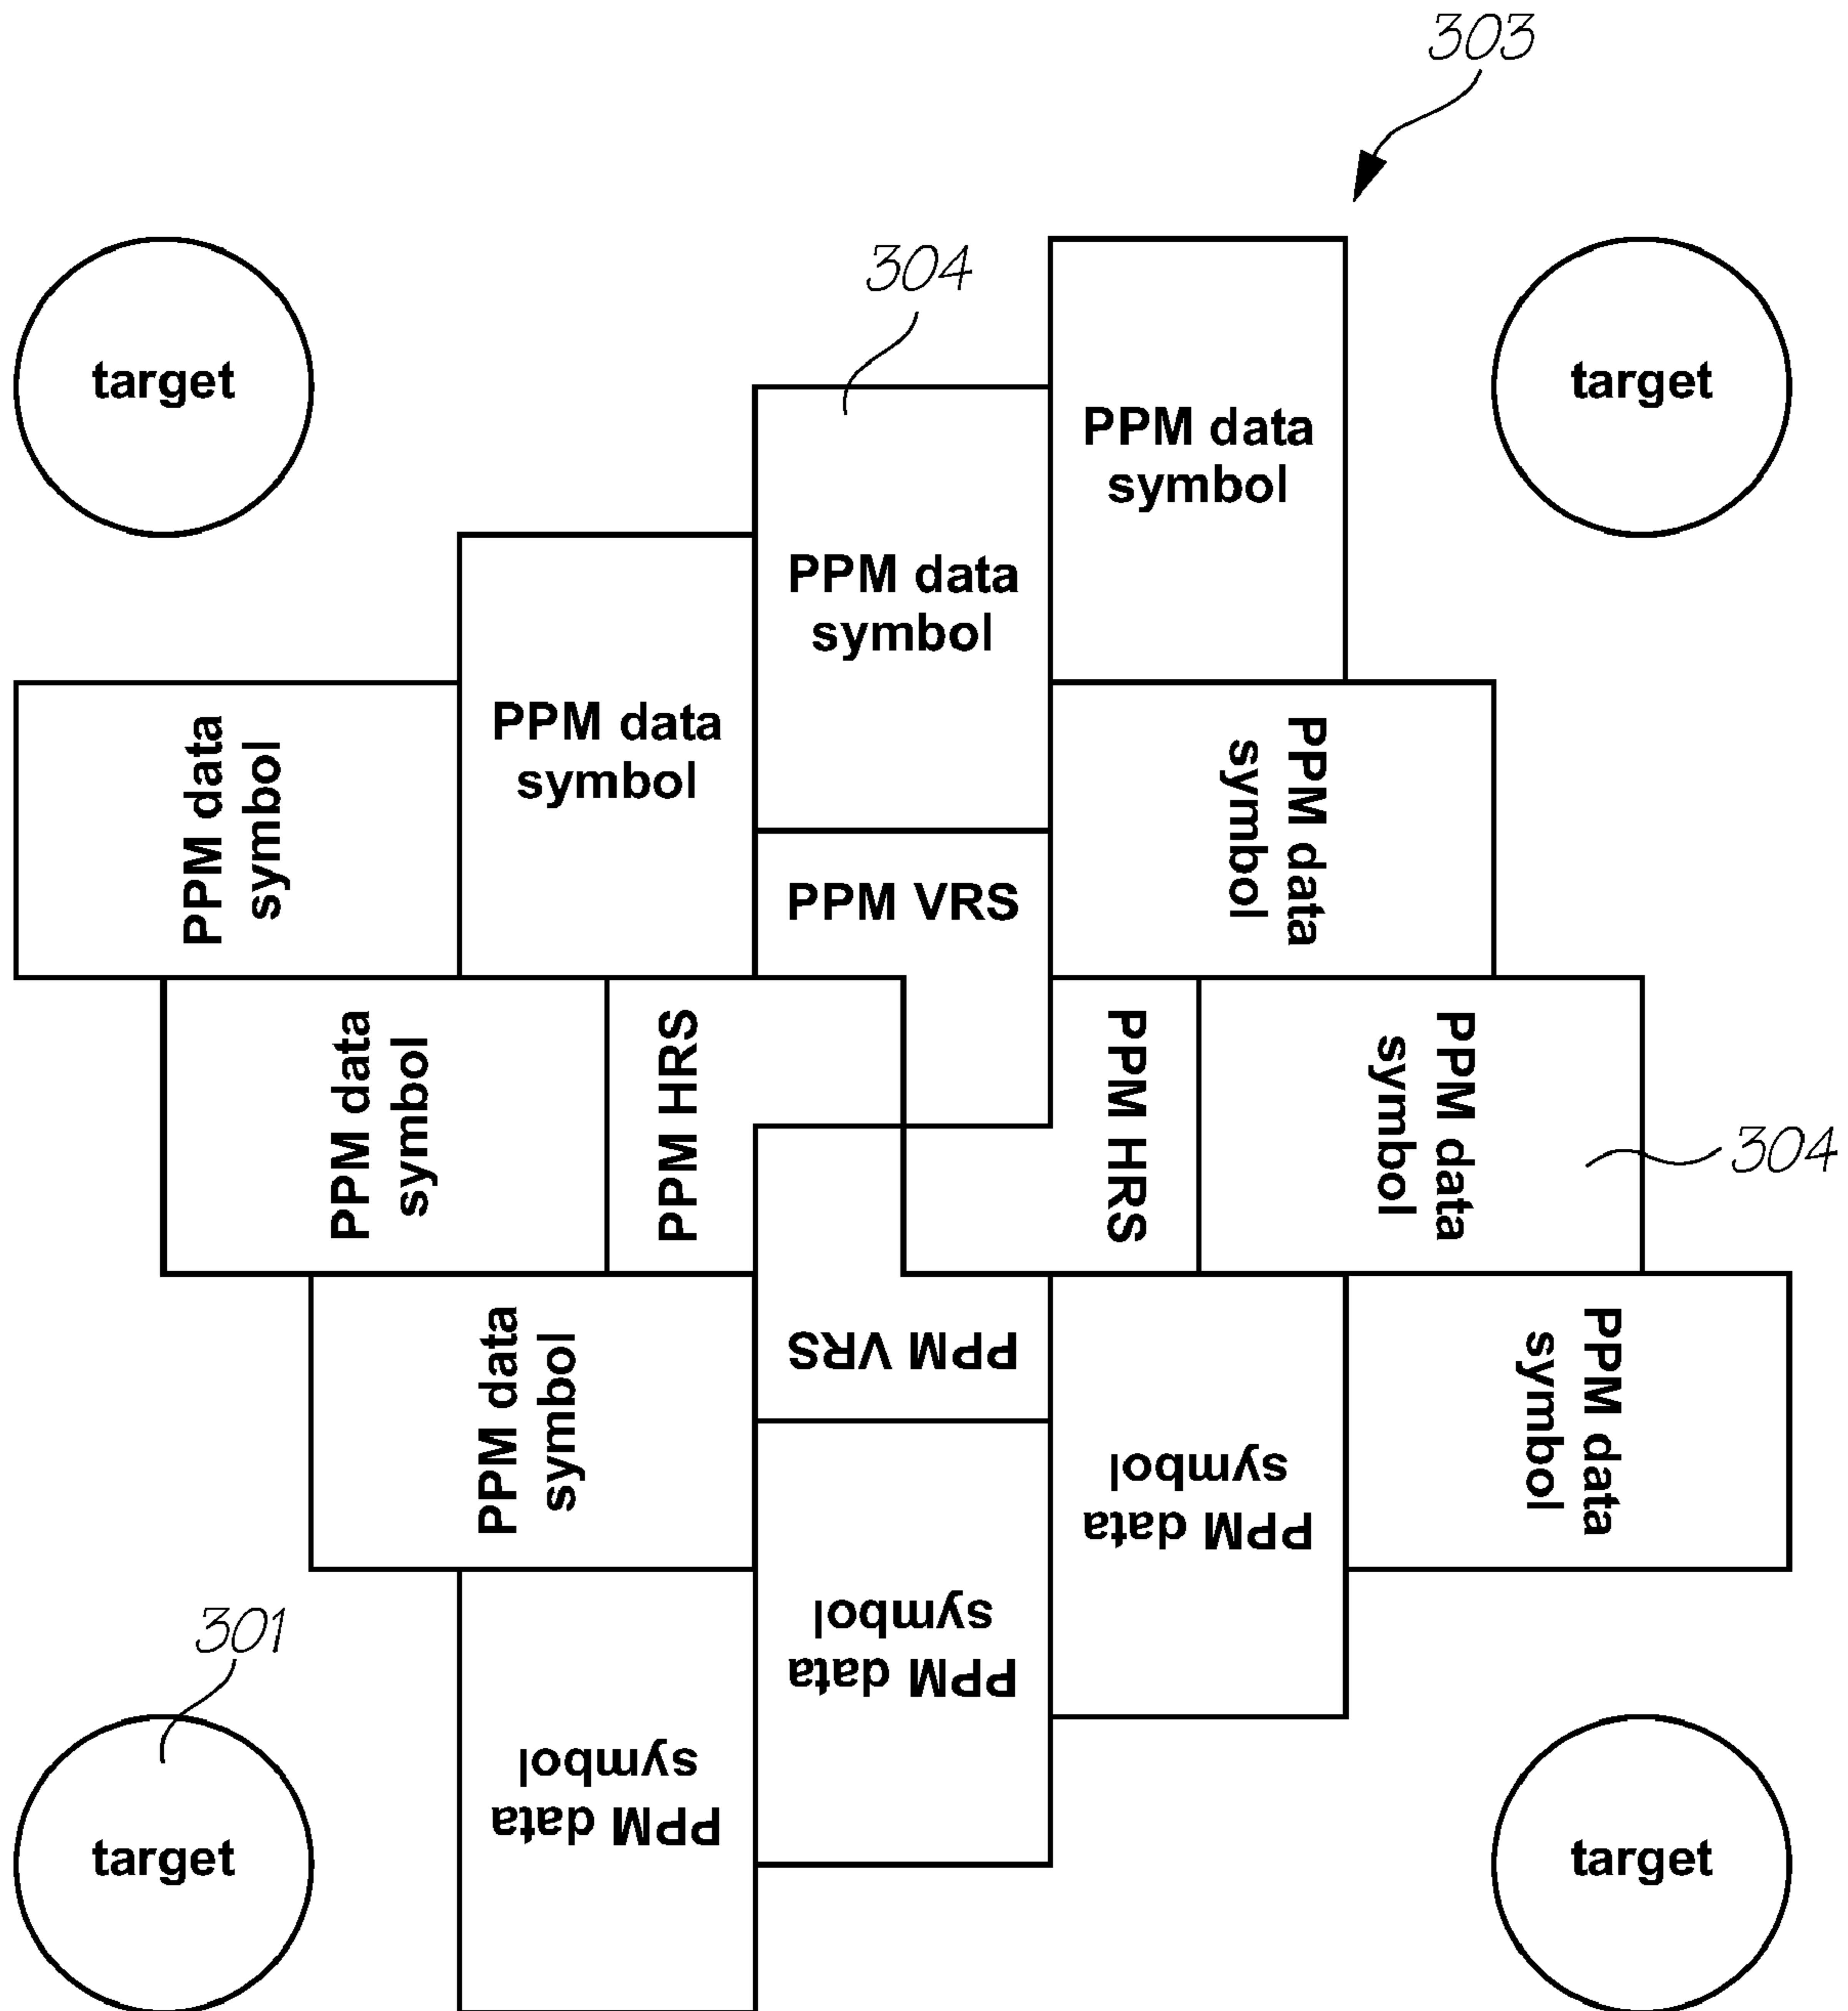 303
304
target
target
PPM data
symbol
PPM data
symbol
PPM data
symbol
PPM data
symbol
PPM data
symbol
PPM VRS
PPM data
symbol
PPM HRS
PPM HRS
PPM data
symbol
304
PPM data
symbol
PPM VRS
PPM data
symbol
PPM data
symbol
PPM data
symbol
301
PPM data
symbol
target
target